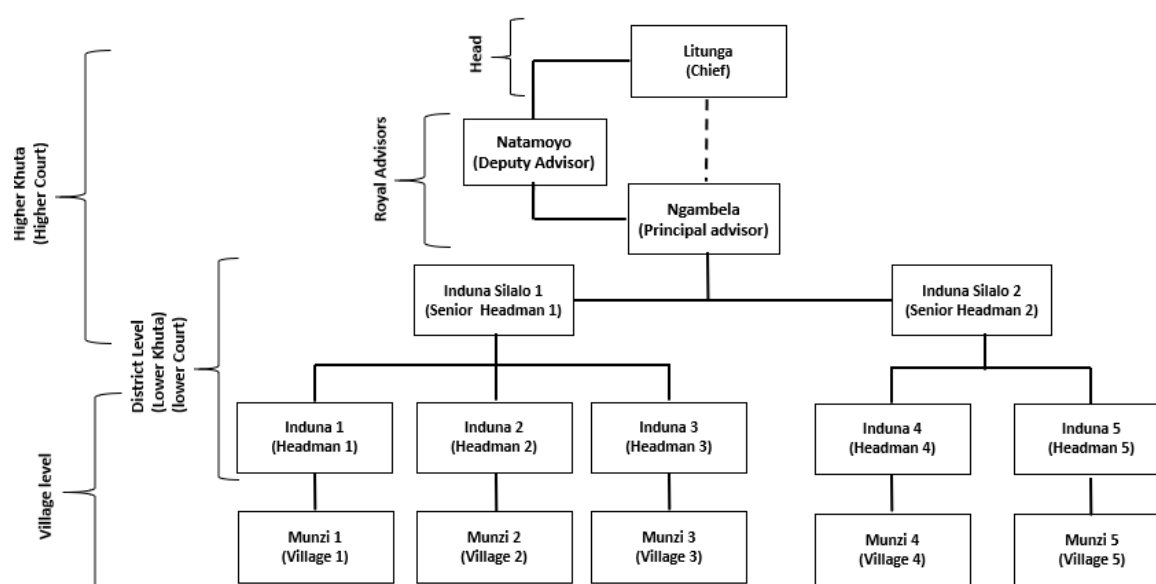 Head
Litunga
(Chief)
Higher Khuta
(Higher Court)
Royal Advisors
Natamoyo
(Deputy Advisor)
Ngambela
(Principal advisor)
District Level
(Lower Khuta)
(lower Court)
Induna Silalo 1
(Senior Headman 1)
Induna Silalo 2
(Senior Headman 2)
Village level
Induna 1
(Headman 1)
Induna 2
(Headman 2)
Induna 3
(Headman 3)
Induna 4
(Headman 4)
Induna 5
(Headman 5)
Munzi 1
(Village 1)
Munzi 2
(Village 2)
Munzi 3
(Village 3)
Munzi 4
(Village 4)
Munzi 5
(Village 5)